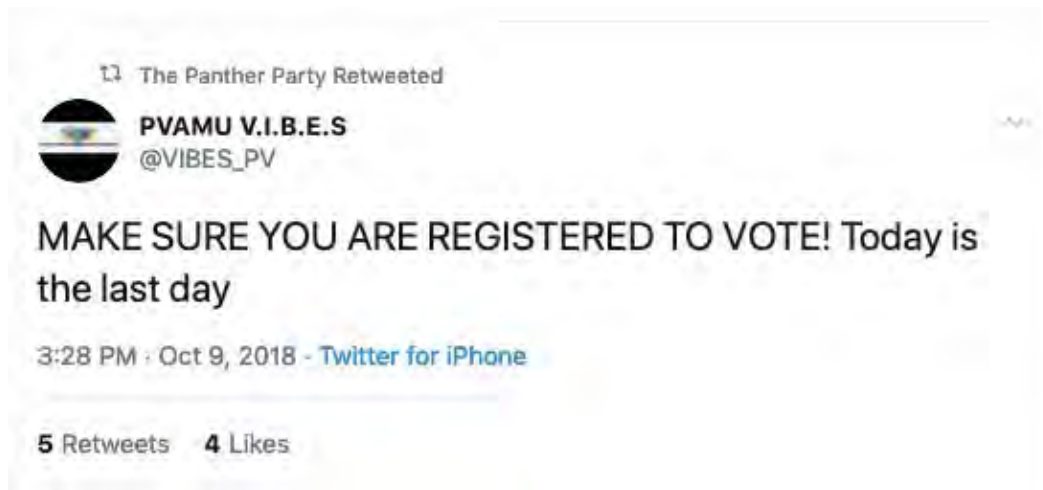 The Panther Party Retweeted
PVAMU V.I.B.E.S
@VIBES_PV
MAKE SURE YOU ARE REGISTERED TO VOTE! Today is
the last day
3:28 PM · Oct 9, 2018 · Twitter for iPhone
5 Retweets 4 Likes